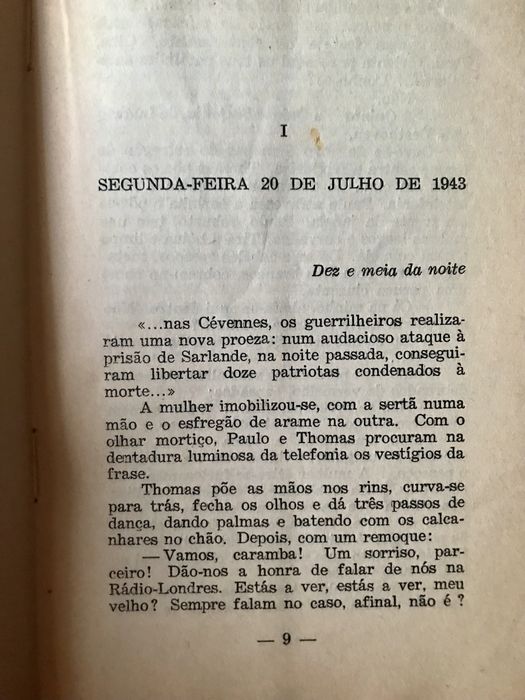 I
SEGUNDA-FEIRA 20 DE JULHO DE 1943
Dez e meia da noite
«...nas Cévennes, os guerrilheiros realiza-
ram uma nova proeza: num audacioso ataque à
prisão de Sarlande, na noite passada, consegui-
ram libertar doze patriotas condenados à
morte...»
A mulher imobilizou-se, com a sertã numa
mão e o esfregão de arame na outra. Com o
olhar mortiço, Paulo e Thomas procuram na
dentadura luminosa da telefonia os vestígios da
frase.
Thomas põe as mãos nos rins, curva-se
para trás, fecha os olhos e dá três passos de
dança, dando palmas e batendo com os calca-
nhares no chão. Depois, com um remoque:
— Vamos, caramba! Um sorriso, par-
ceiro! Dão-nos a honra de falar de nós na
Rádio-Londres. Estás a ver, estás a ver, meu
velho? Sempre falam no caso, afinal, não é?
— 9 —